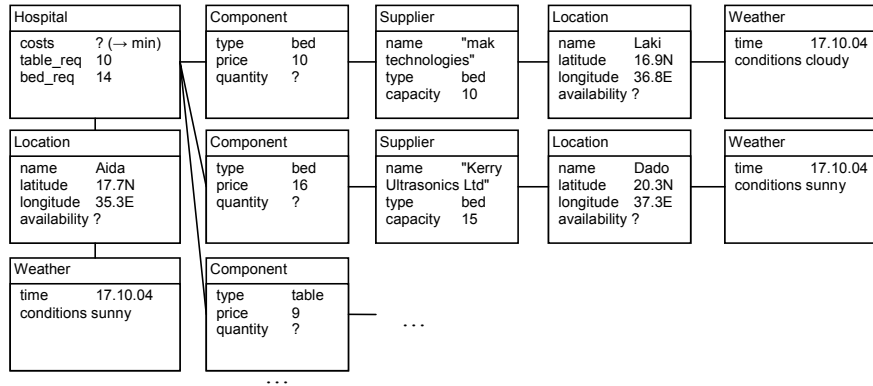 Hospital
costs ? (→ min)
table_req 10
bed_req 14
Component
type bed
price 10
quantity ?
Supplier
name "mak
technologies"
type bed
capacity 10
Location
name Laki
latitude 16.9N
longitude 36.8E
availability ?
Weather
time 17.10.04
conditions cloudy
Location
name Aida
latitude 17.7N
longitude 35.3E
availability ?
Component
type bed
price 16
quantity ?
Supplier
name "Kerry
Ultrasonics Ltd"
type bed
capacity 15
Location
name Dado
latitude 20.3N
longitude 37.3E
availability ?
Weather
time 17.10.04
conditions sunny
Weather
time 17.10.04
conditions sunny
Component
type table
price 9
quantity ?
...
...